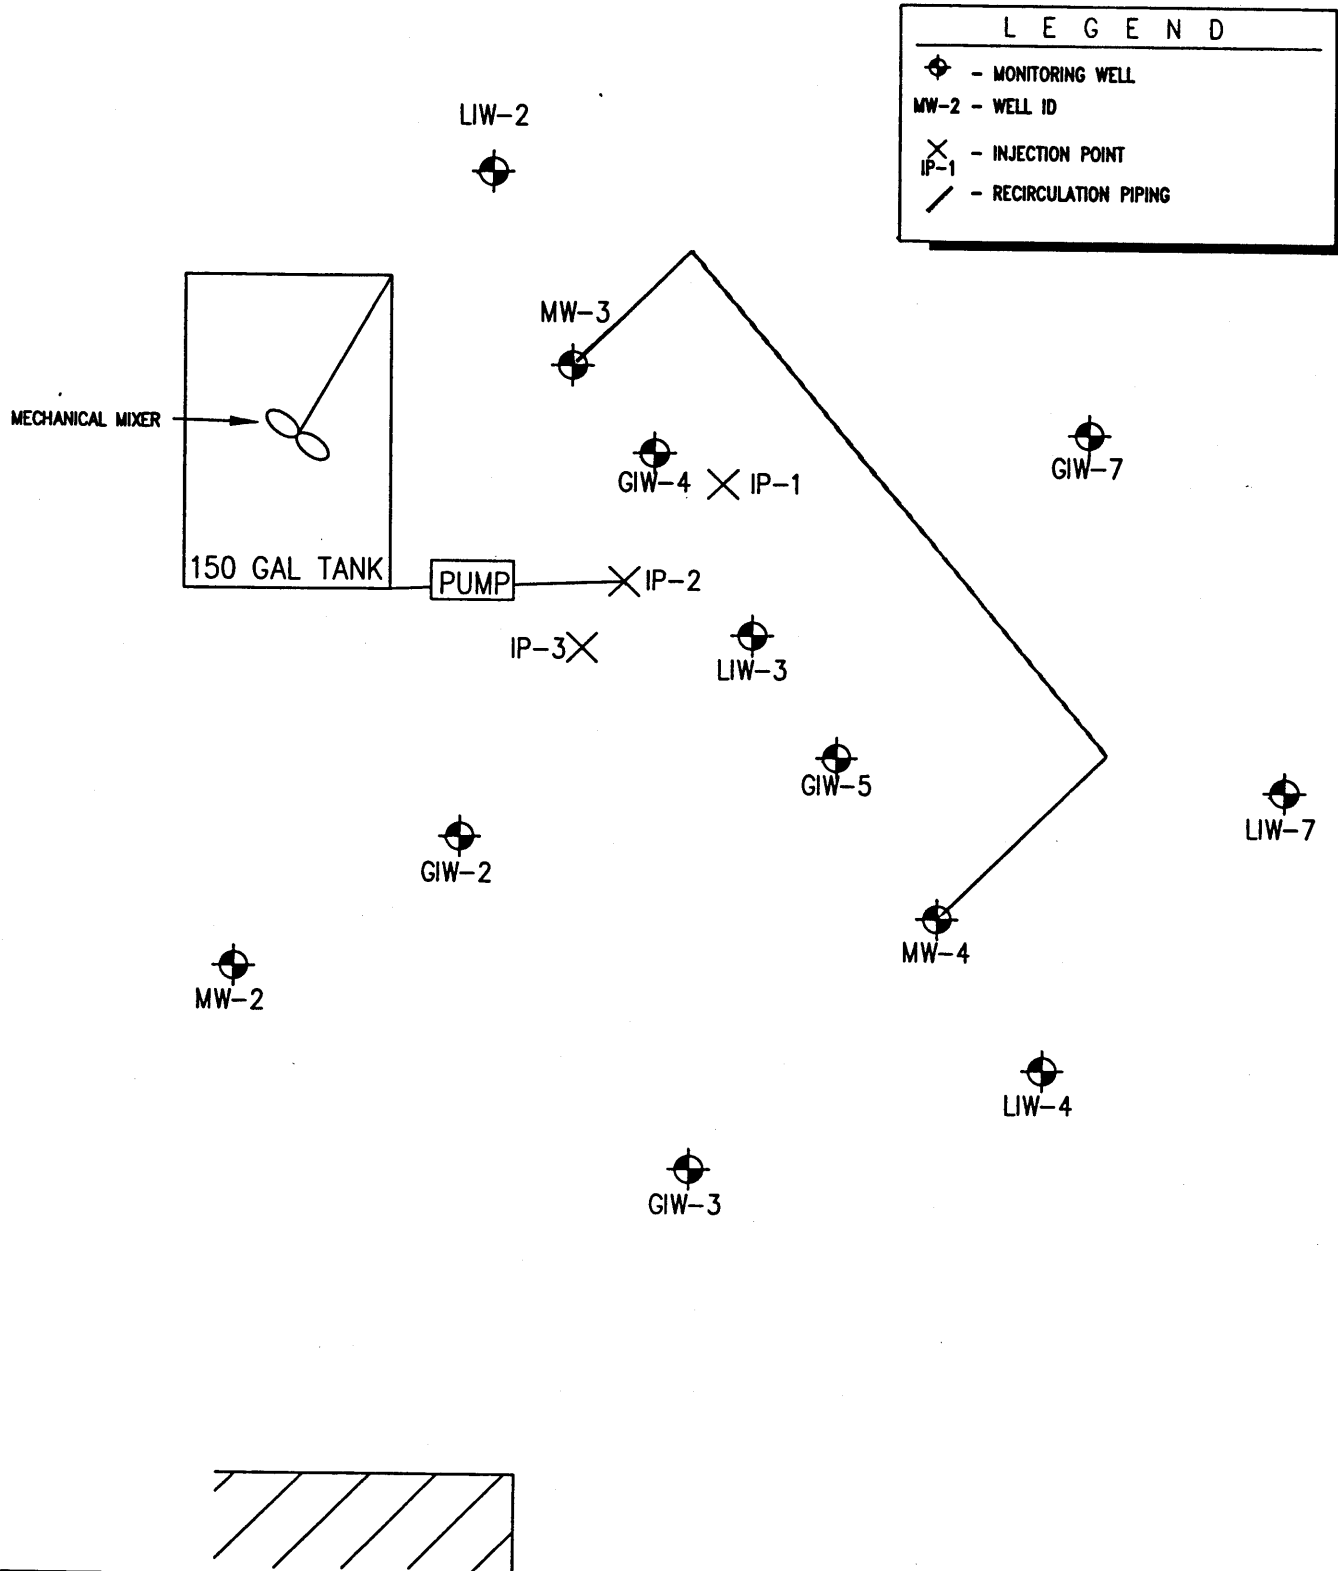 L E G E N D
- MONITORING WELL
MW-2 - WELL ID
- INJECTION POINT
IP-1
- RECIRCULATION PIPING
LIW-2
MW-3
MECHANICAL MIXER
GIW-4
IP-1
GIW-7
150 GAL TANK
PUMP
IP-2
IP-3
LIW-3
GIW-5
LIW-7
GIW-2
MW-4
MW-2
LIW-4
GIW-3